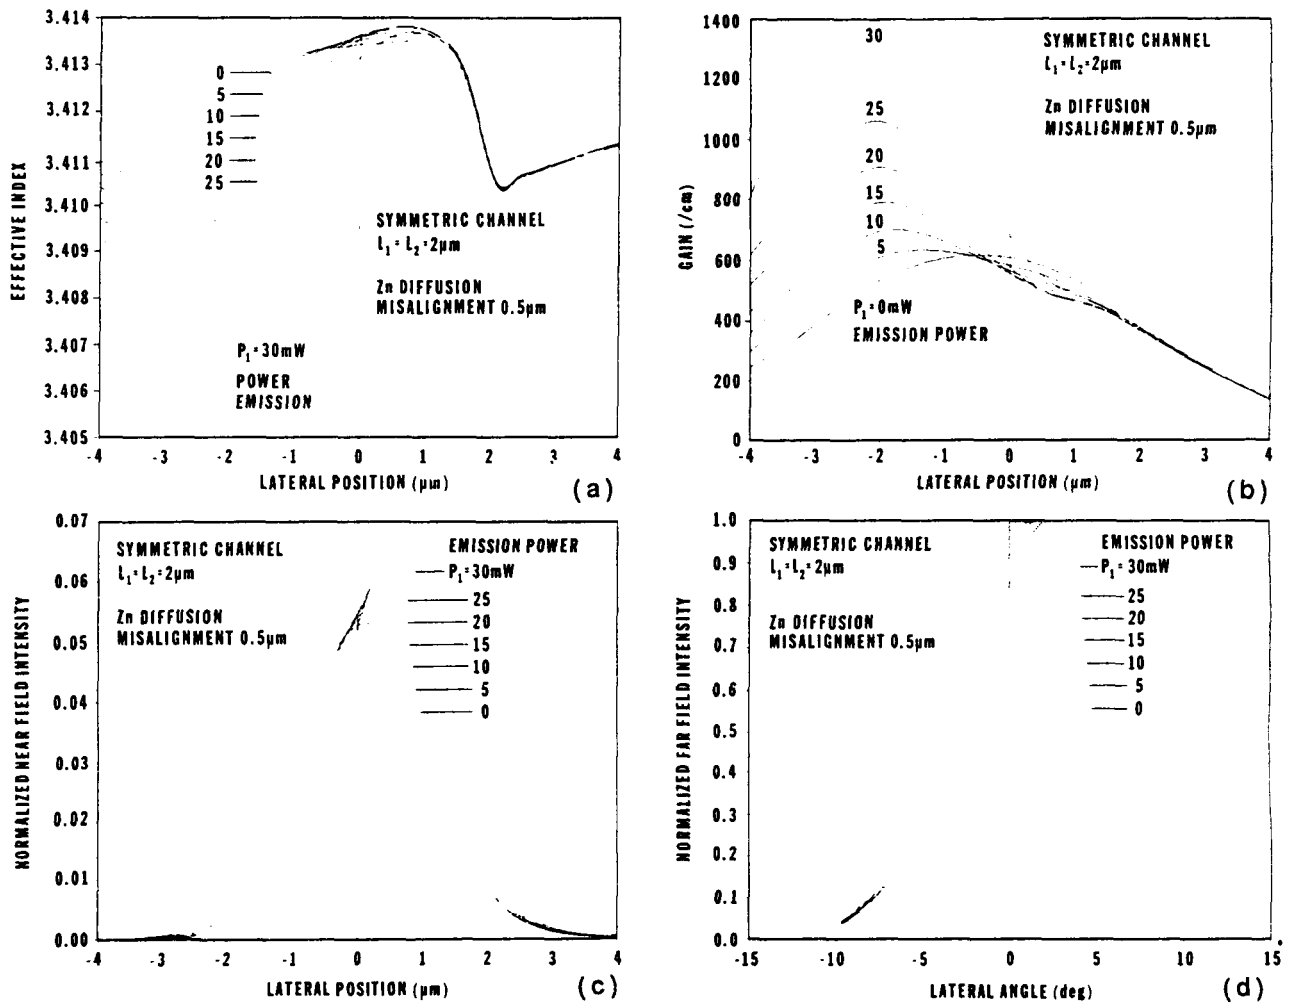 3.414
3.413
3.412
3.411
3.410
3.409
3.408
3.407
3.406
3.405
EFFECTIVE INDEX
0
5
10
15
20
25
SYMMETRIC CHANNEL
l₁ = l₂ = 2µm
Zn DIFFUSION
MISALIGNMENT 0.5µm
P₁=30mW
POWER
EMISSION
-4 -3 -2 -1 0 1 2 3 4
LATERAL POSITION (µm)
(a)
1400
1200
1000
800
600
400
200
0
GAIN (/cm)
30
25
20
15
10
5
SYMMETRIC CHANNEL
l₁=l₂=2µm
Zn DIFFUSION
MISALIGNMENT 0.5µm
P₁=0mW
EMISSION POWER
-4 -3 -2 -1 0 1 2 3 4
LATERAL POSITION (µm)
(b)
0.07
0.06
0.05
0.04
0.03
0.02
0.01
0.00
NORMALIZED NEAR FIELD INTENSITY
SYMMETRIC CHANNEL
l₁=l₂=2µm
Zn DIFFUSION
MISALIGNMENT 0.5µm
EMISSION POWER
P₁=30mW
25
20
15
10
5
0
-4 -3 -2 -1 0 1 2 3 4
LATERAL POSITION (µm)
(c)
1.0
0.9
0.8
0.7
0.6
0.5
0.4
0.3
0.2
0.1
0.0
NORMALIZED FAR FIELD INTENSITY
SYMMETRIC CHANNEL
l₁=l₂=2µm
Zn DIFFUSION
MISALIGNMENT 0.5µm
EMISSION POWER
P₁=30mW
25
20
15
10
5
0
-15 -10 -5 0 5 10 15
LATERAL ANGLE (deg)
(d)